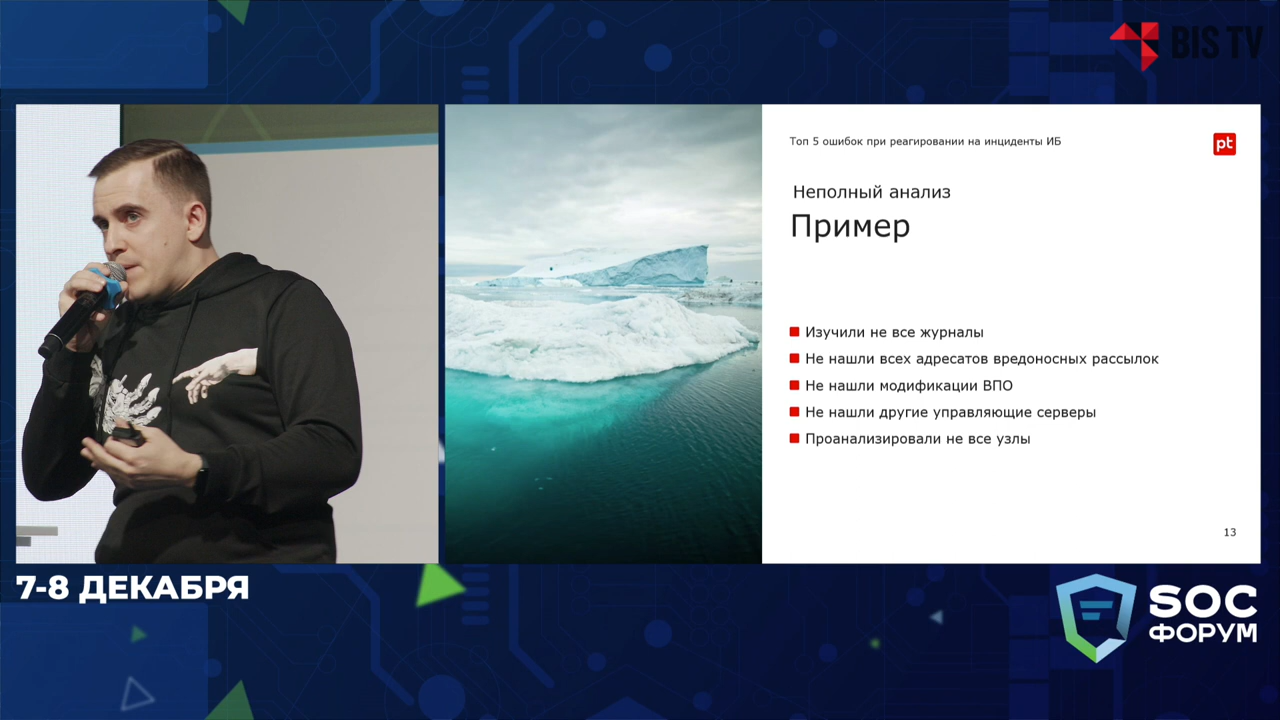 BIS TV
Топ 5 ошибок при реагировании на инциденты ИБ
pt
Неполный анализ
Пример
Изучили не все журналы
Не нашли всех адресатов вредоносных рассылок
Не нашли модификации ВПО
Не нашли другие управляющие серверы
Проанализировали не все узлы
13
7-8 ДЕКАБРЯ
SOC
ФОРУМ